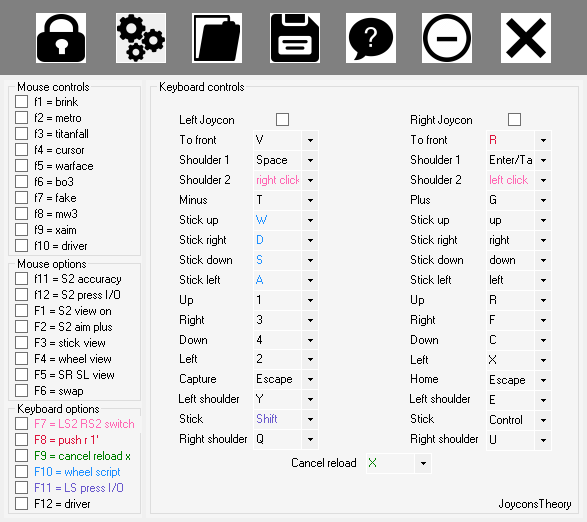 ?
Mouse controls
f1 = brink
f2 = metro
f3 = titanfall
f4 = cursor
f5 = warface
f6 = bo3
f7 = fake
f8 = mw3
f9 = xaim
f10 = driver
Mouse options
f11 = S2 accuracy
f12 = S2 press I/O
F1 = S2 view on
F2 = S2 aim plus
F3 = stick view
F4 = wheel view
F5 = SR SL view
F6 = swap
Keyboard options
F7 = LS2 RS2 switch
F8 = push r 1'
F9 = cancel reload x
F10 = wheel script
F11 = LS press I/O
F12 = driver
Keyboard controls
Left Joycon
To front V
Shoulder 1 Space
Shoulder 2 right click
Minus T
Stick up W
Stick right D
Stick down S
Stick left A
Up 1
Right 3
Down 4
Left 2
Capture Escape
Left shoulder Y
Stick Shift
Right shoulder Q
Right Joycon
To front R
Shoulder 1 Enter/Ta
Shoulder 2 left click
Plus G
Stick up up
Stick right right
Stick down down
Stick left left
Up R
Right F
Down C
Left X
Home Escape
Left shoulder E
Stick Control
Right shoulder U
Cancel reload X
JoyconsTheory